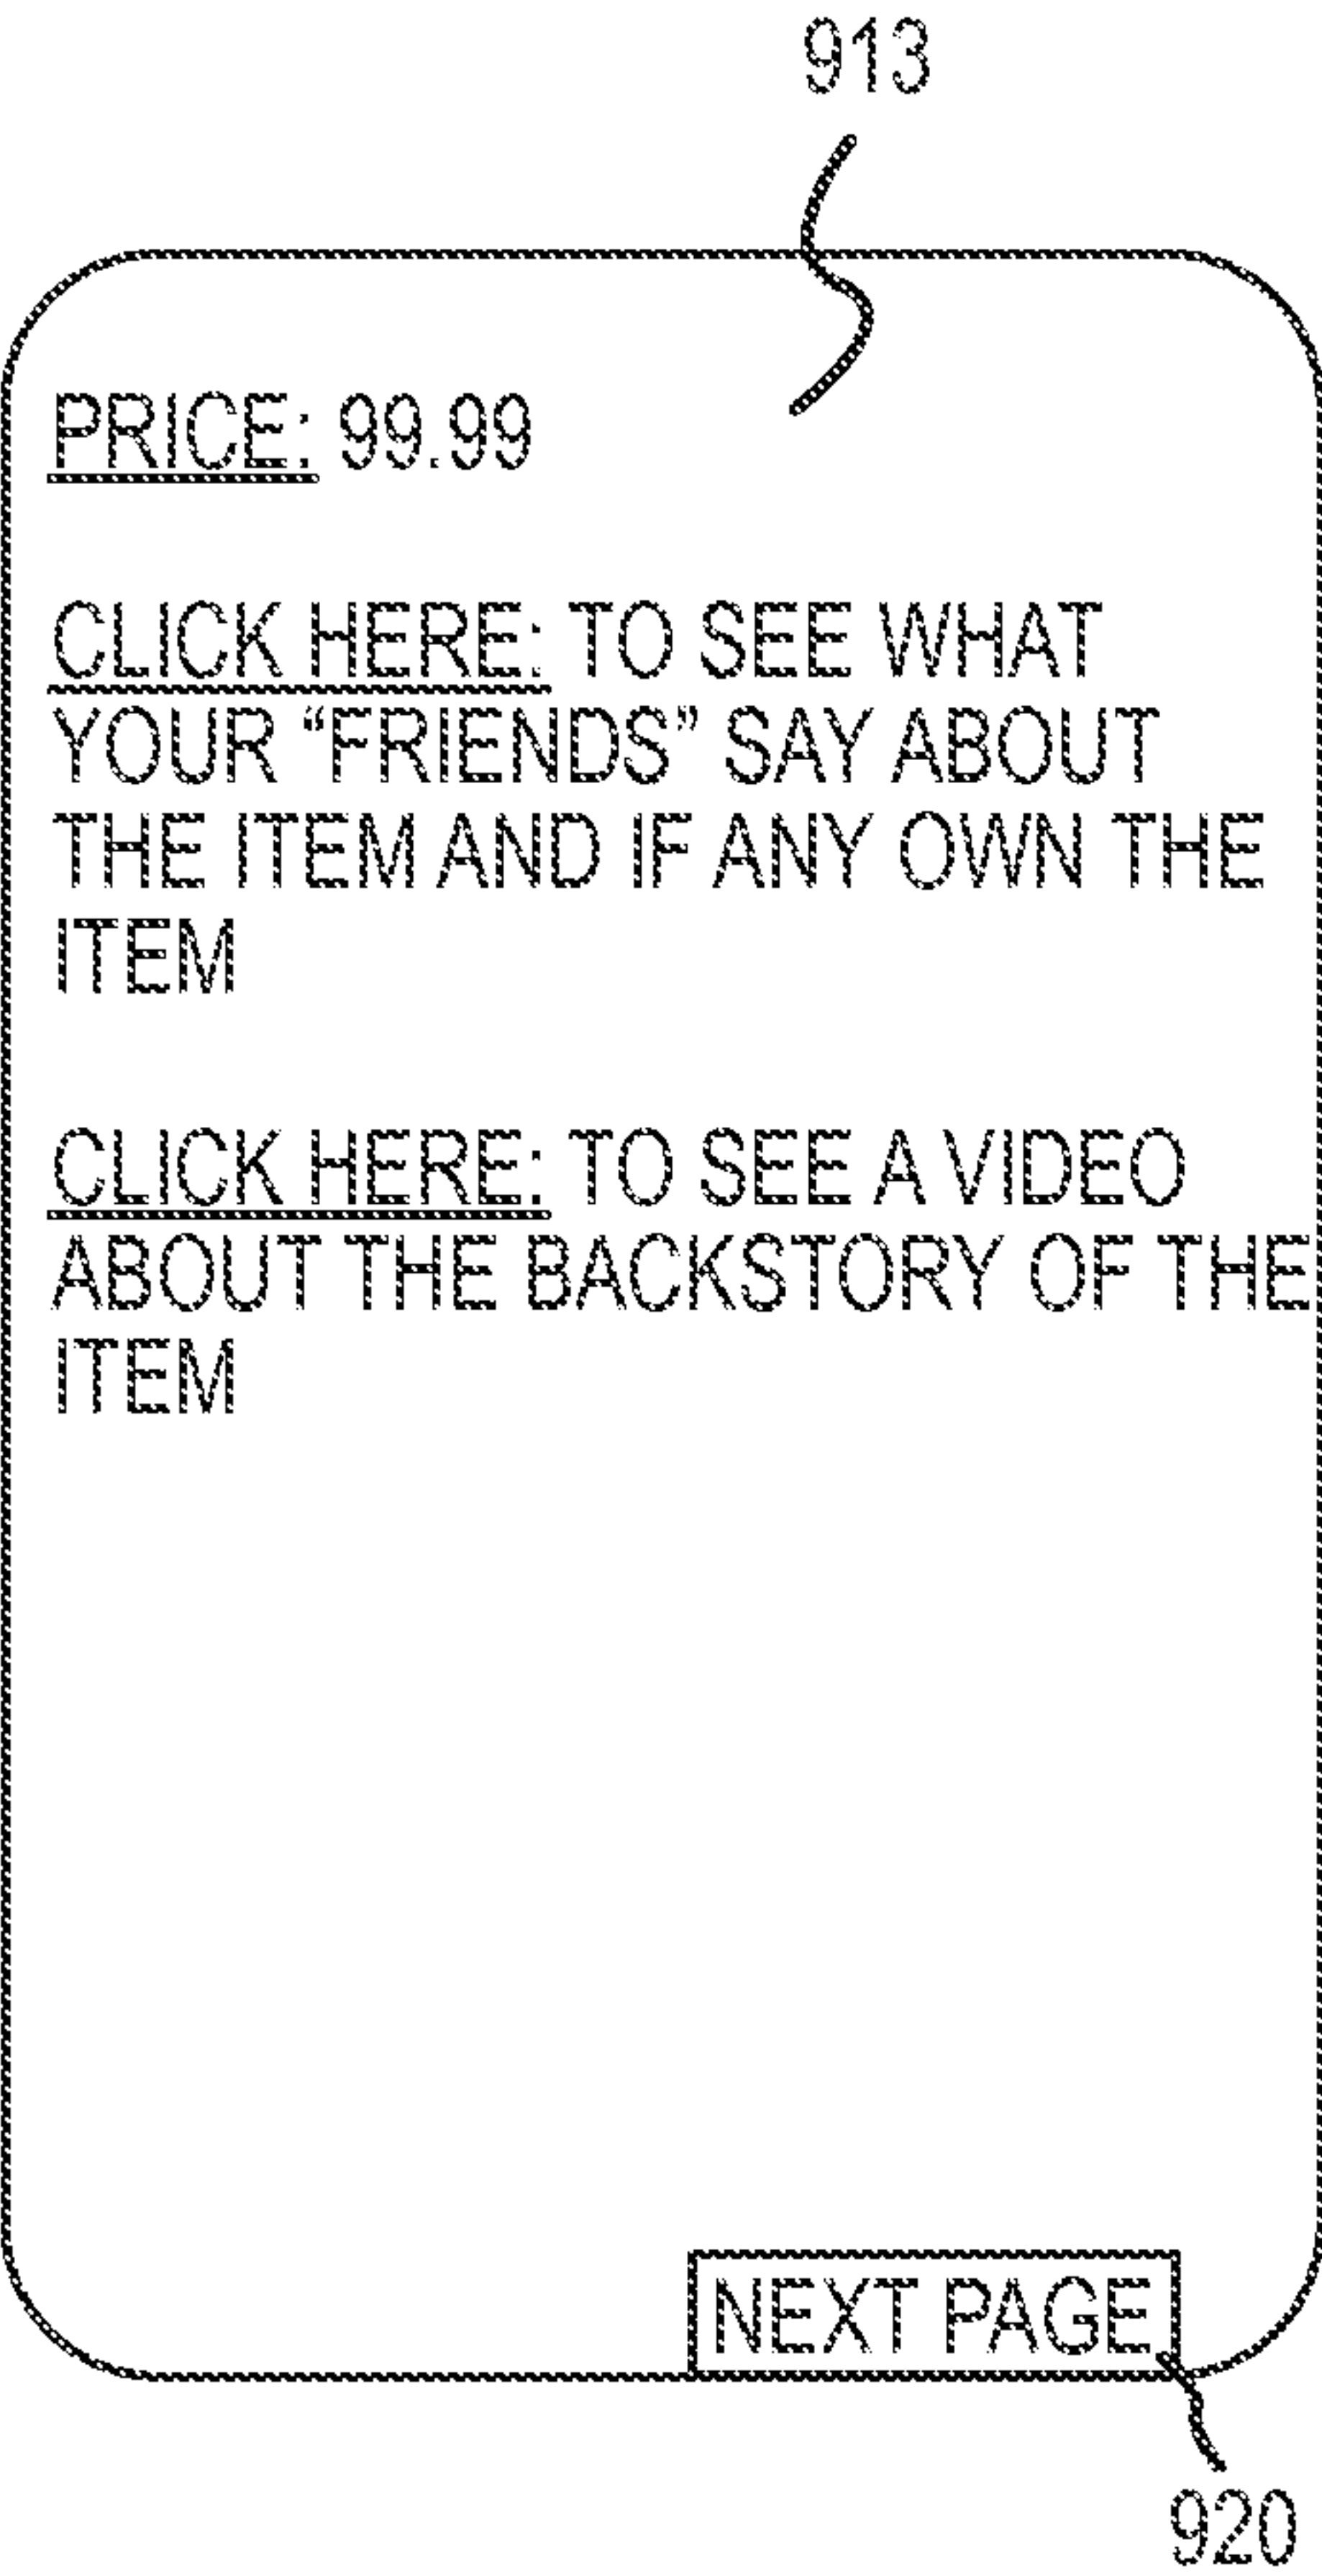 913
PRICE: 99.99
CLICK HERE: TO SEE WHAT
YOUR “FRIENDS” SAY ABOUT
THE ITEM AND IF ANY OWN THE
ITEM
CLICK HERE: TO SEE A VIDEO
ABOUT THE BACKSTORY OF THE
ITEM
NEXT PAGE
920